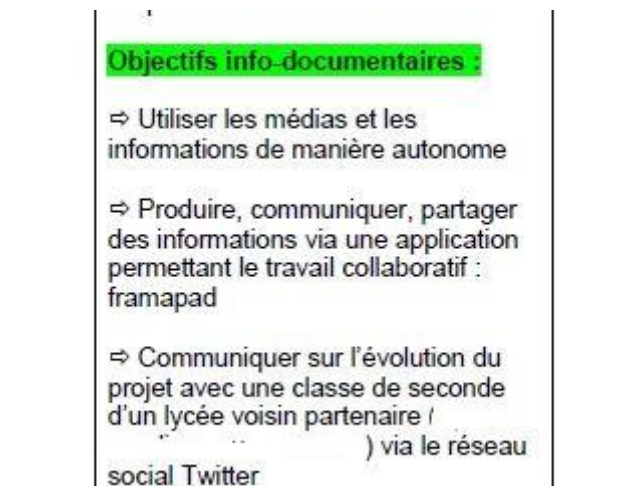 Objectifs info-documentaires :
⇨ Utiliser les médias et les
informations de manière autonome
⇨ Produire, communiquer, partager
des informations via une application
permettant le travail collaboratif :
framapad
⇨ Communiquer sur l'évolution du
projet avec une classe de seconde
d'un lycée voisin partenaire (
) via le réseau
social Twitter